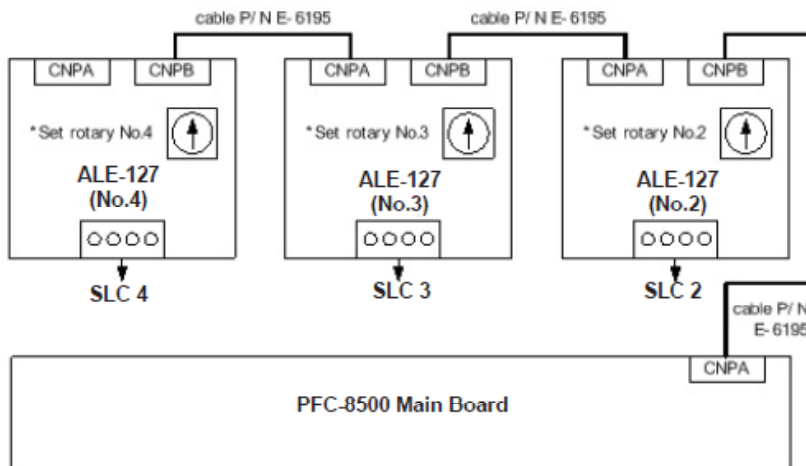 cable P/ N E- 6195
cable P/ N E- 6195
CNPA
CNPB
CNPA
CNPB
CNPA
CNPB
*Set rotary No.4
*Set rotary No.3
*Set rotary No.2
ALE-127
(No.4)
ALE-127
(No.3)
ALE-127
(No.2)
SLC 4
SLC 3
SLC 2
cable P/ N
E- 6195
CNPA
PFC-8500 Main Board